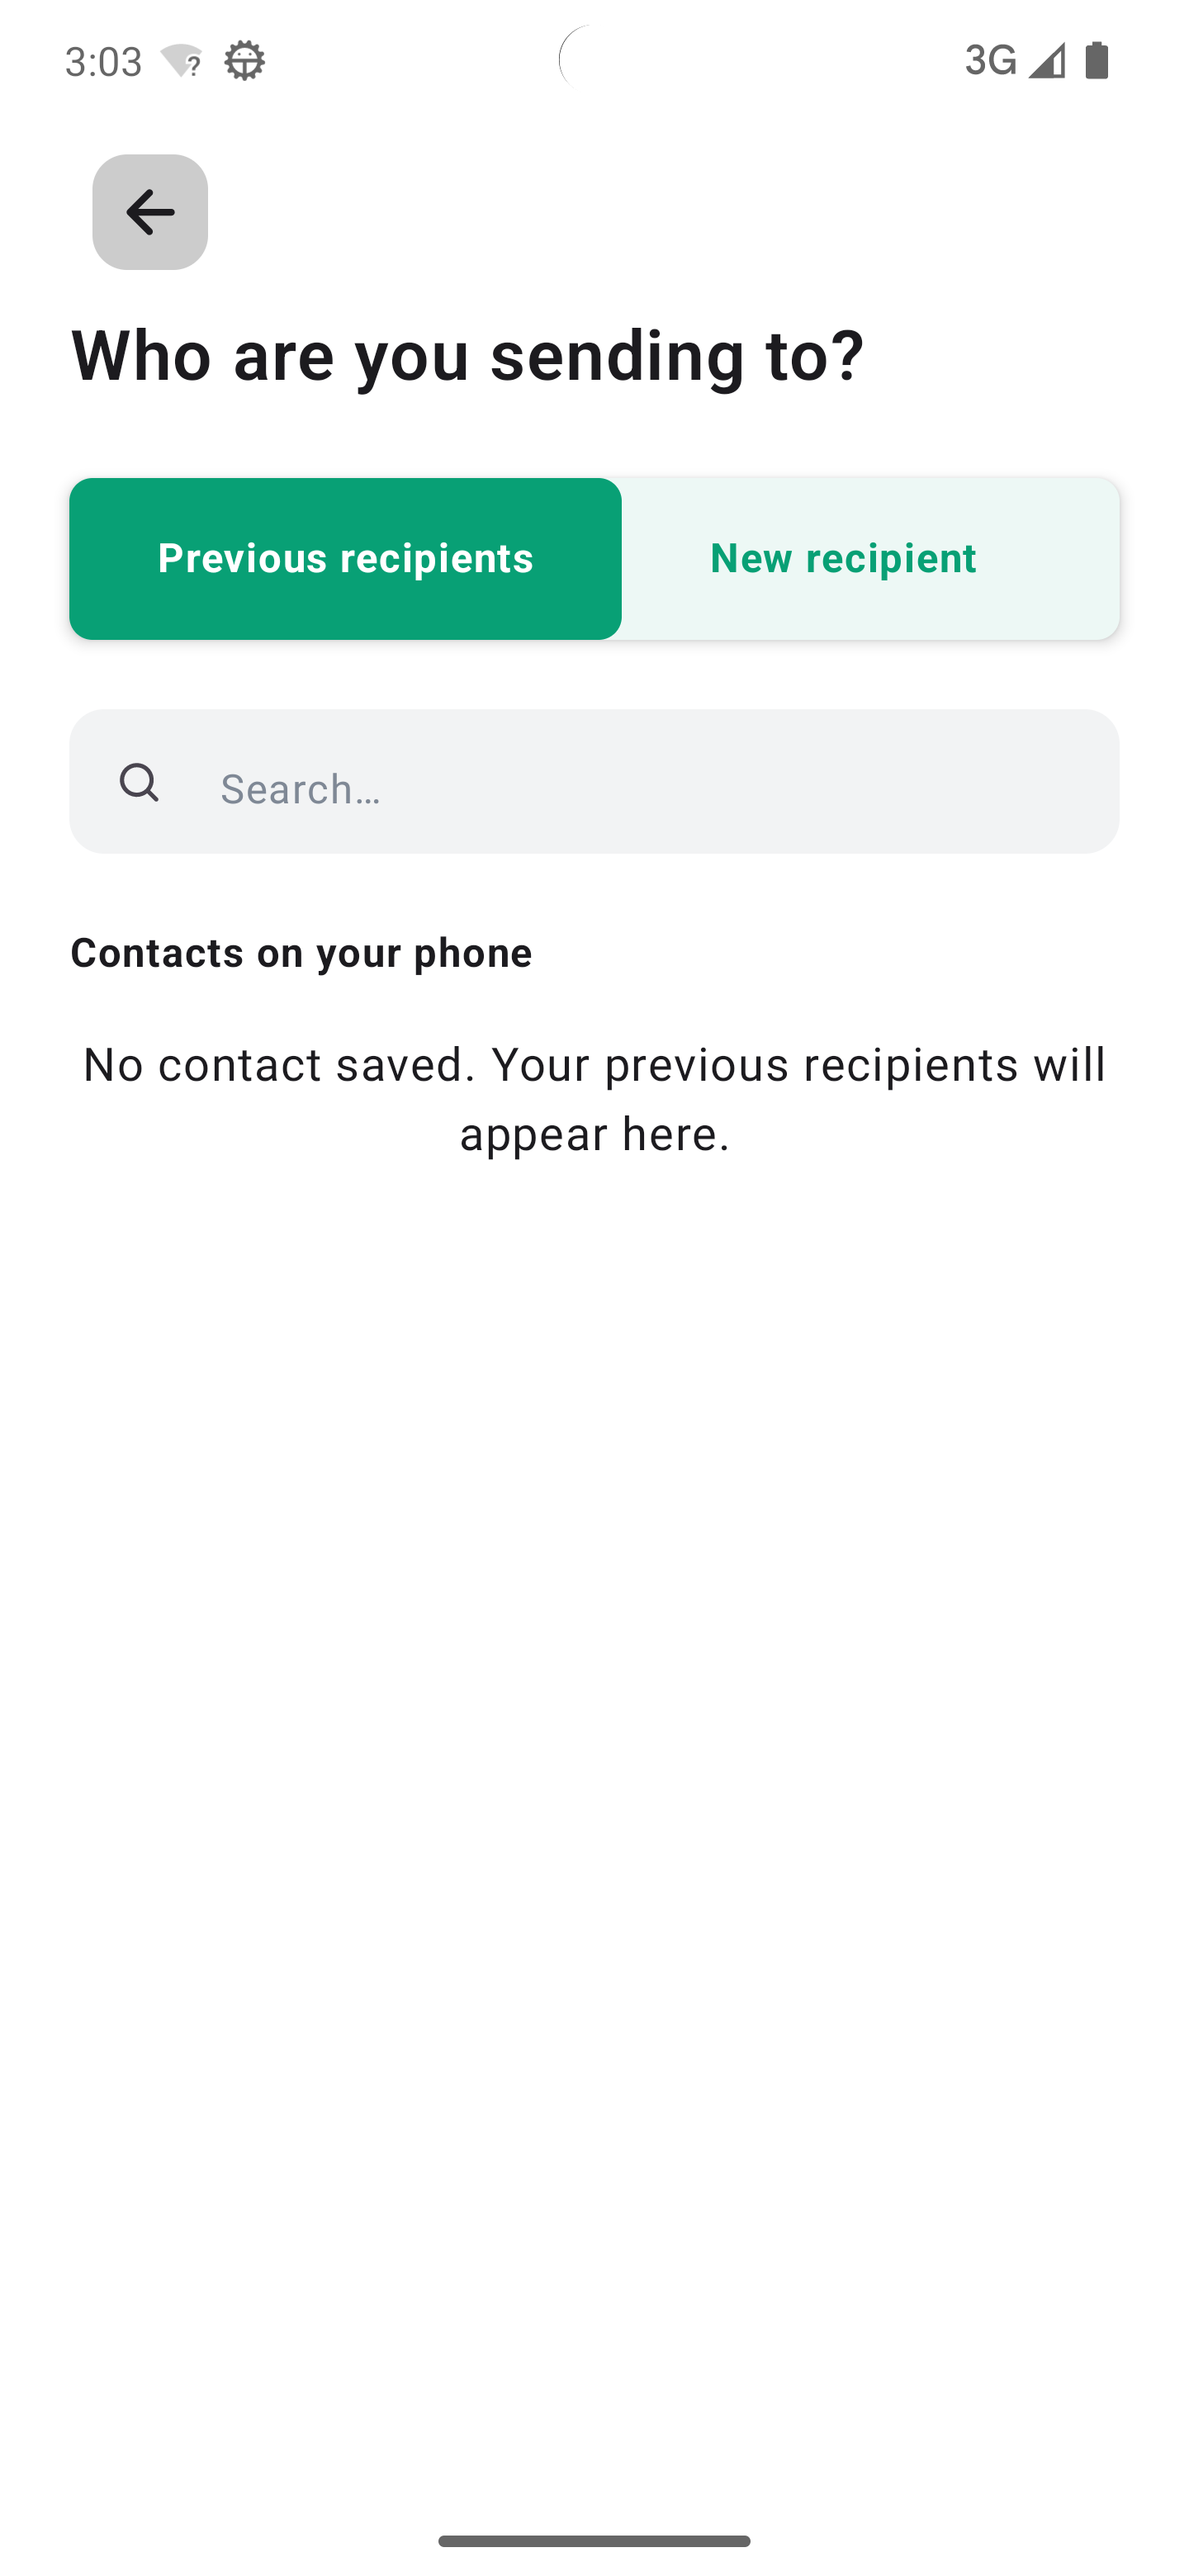 3:03
3G
Who are you sending to?
Previous recipients
New recipient
Search...
Contacts on your phone
No contact saved. Your previous recipients will
appear here.